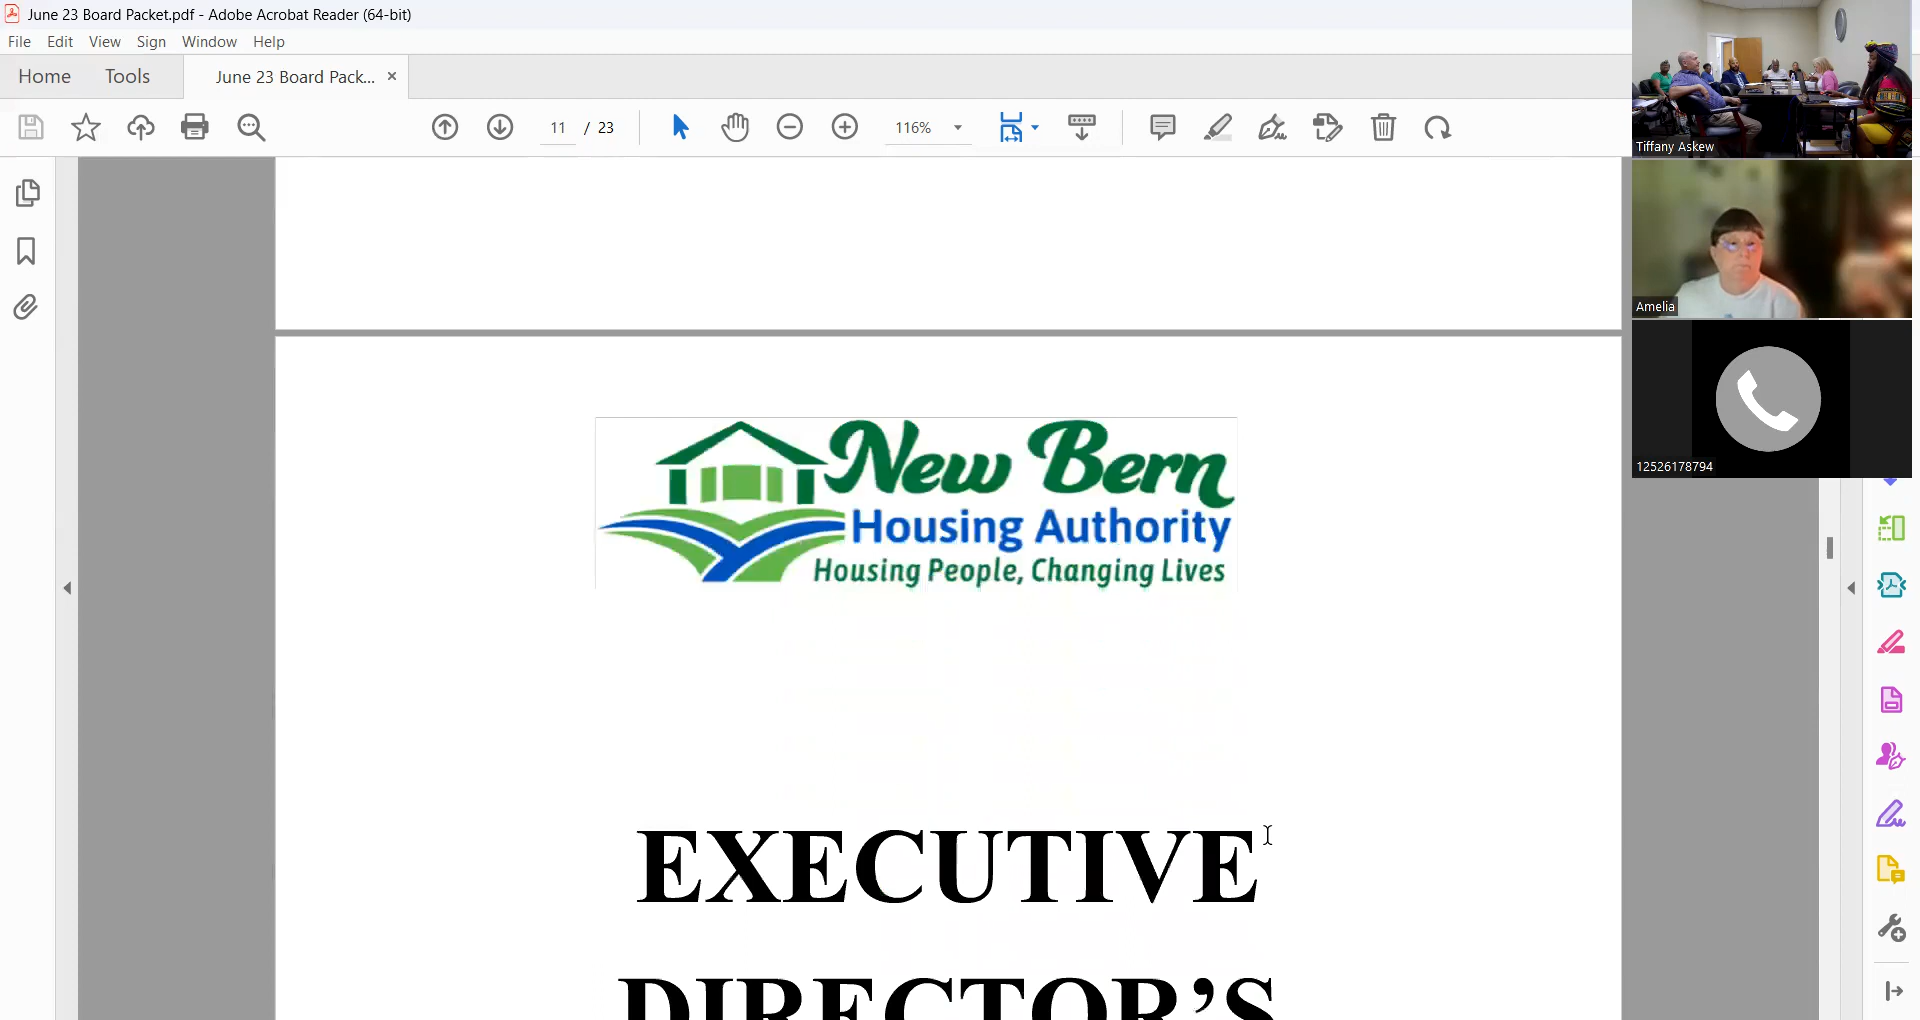 June 23 Board Packet.pdf - Adobe Acrobat Reader (64-bit)
File Edit View Sign Window Help
Home Tools June 23 Board Pack... ×
11 / 23 116%
Tiffany Askew
Amelia
12526178794
New Bern
Housing Authority
Housing People, Changing Lives
EXECUTIVE
DIRECTOR’S